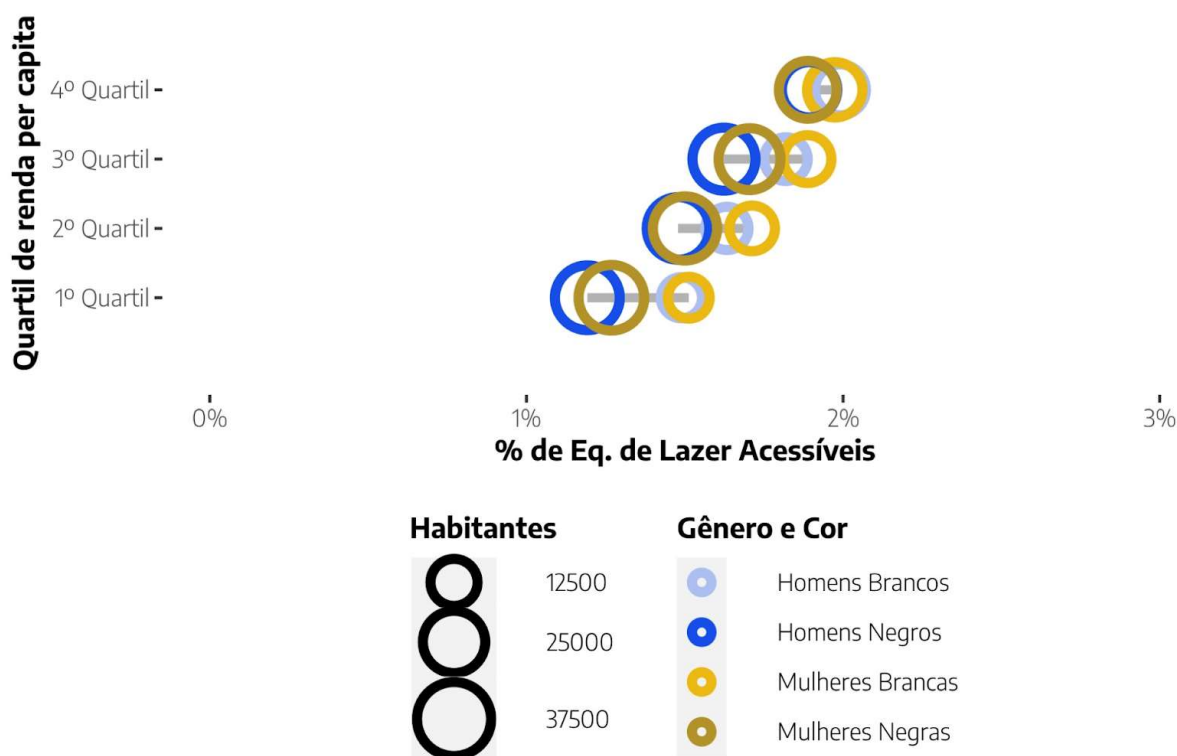 Quartil de renda per capita
4º Quartil
3º Quartil
2º Quartil
1º Quartil
0% 1% 2% 3%
% de Eq. de Lazer Acessíveis
Habitantes
12500
25000
37500
Gênero e Cor
Homens Brancos
Homens Negros
Mulheres Brancas
Mulheres Negras